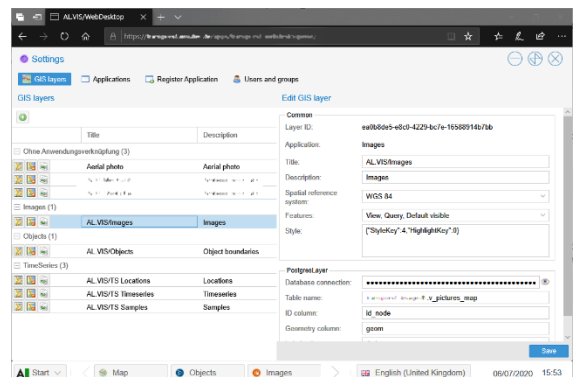 AL.VIS/WebDesktop
https://
Settings
GIS layers Applications Register Application Users and groups
GIS layers
Edit GIS layer
Title Description
Ohne Anwendungsverknüpfung (3)
Aerial photo Aerial photo
Images (1)
AL.VIS/Images Images
Objects (1)
AL.VIS/Objects Object boundaries
TimeSeries (3)
AL.VIS/TS Locations Locations
AL.VIS/TS Timeseries Timeseries
AL.VIS/TS Samples Samples
Common
Layer ID: ea0b8de5-e8c0-4229-bc7e-16588914b7bb
Application: Images
Title: AL.VIS/Images
Description: Images
Spatial reference system: WGS 84
Features: View, Query, Default visible
Style: {"StyleKey":4,"HighlightKey":0}
PostgresLayer
Database connection:
Table name: .v_pictures_map
ID column: id_node
Geometry column: geom
Save
Start Map Objects Images English (United Kingdom) 06/07/2020 15:53